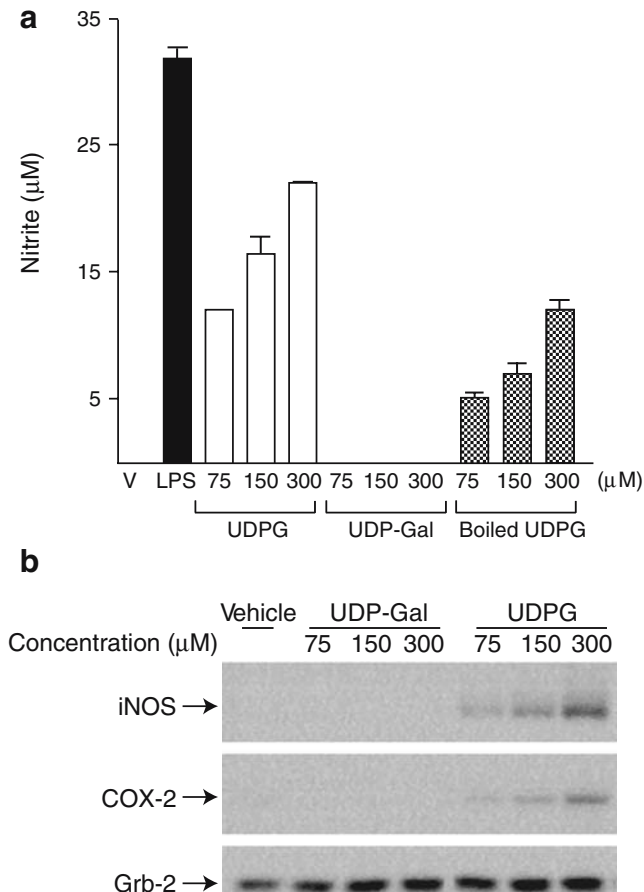 a
35
25
15
5
Nitrite (μM)
V LPS 75 150 300 75 150 300 75 150 300 (μM)
UDPG UDP-Gal Boiled UDPG
b
Vehicle UDP-Gal UDPG
Concentration (μM) 75 150 300 75 150 300
iNOS
COX-2
Grb-2